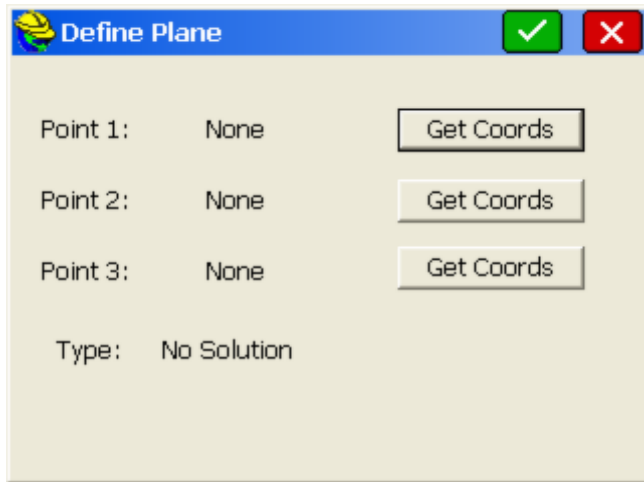 Define Plane
Point 1: None Get Coords
Point 2: None Get Coords
Point 3: None Get Coords
Type: No Solution